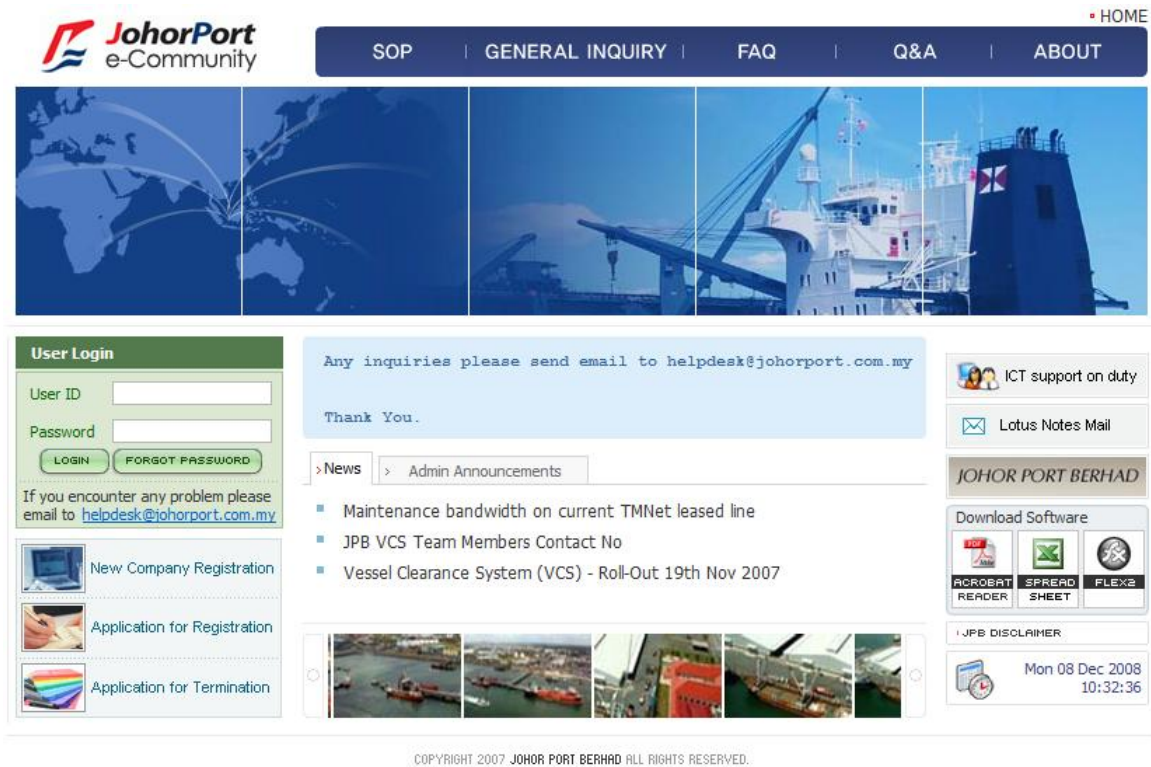 HOME
JohorPort
e-Community
SOP
GENERAL INQUIRY
FAQ
Q&A
ABOUT
User Login
User ID
Password
LOGIN
FORGOT PASSWORD
If you encounter any problem please
email to helpdesk@johorport.com.my
New Company Registration
Application for Registration
Application for Termination
Any inquiries please send email to helpdesk@johorport.com.my
Thank You.
News
Admin Announcements
Maintenance bandwidth on current TMNet leased line
JPB VCS Team Members Contact No
Vessel Clearance System (VCS) - Roll-Out 19th Nov 2007
ICT support on duty
Lotus Notes Mail
JOHOR PORT BERHAD
Download Software
PDF
Adobe
ACROBAT
READER
SPREAD
SHEET
FLEX2
JPB DISCLAIMER
Mon 08 Dec 2008
10:32:36
COPYRIGHT 2007 JOHOR PORT BERHAD ALL RIGHTS RESERVED.